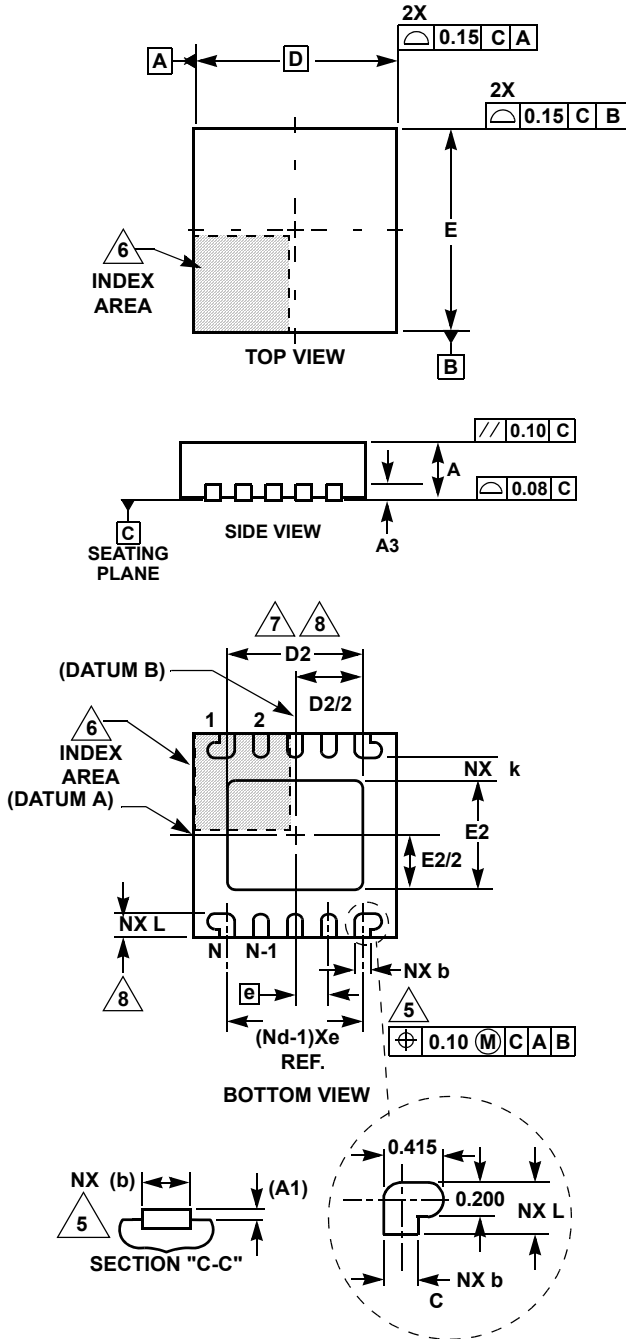 2X
⌓ 0.15 C A
A
D
2X
⌓ 0.15 C B
E
6
INDEX
AREA
TOP VIEW
B
// 0.10 C
A
⌓ 0.08 C
C
SEATING
PLANE
SIDE VIEW
A3
7 8
D2
(DATUM B)
D2/2
6
INDEX
AREA
1 2
(DATUM A)
NX k
E2
E2/2
NX L
N N-1
NX b
8
e
5
(Nd-1)Xe
REF.
⌖ 0.10 Ⓜ C A B
BOTTOM VIEW
NX (b)
(A1)
5
SECTION "C-C"
0.415
0.200
NX L
NX b
C